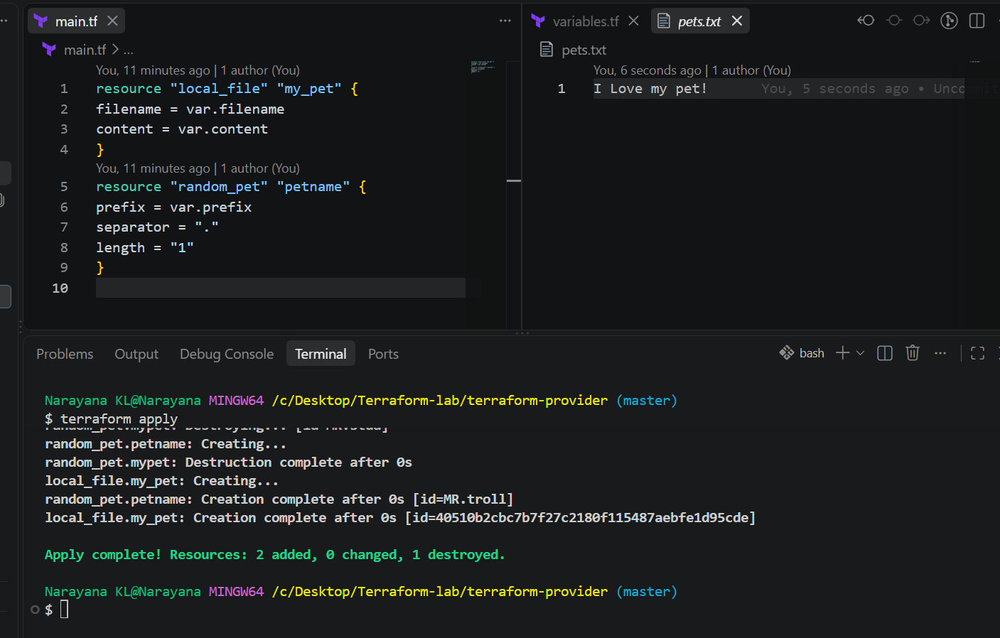 main.tf
main.tf > ...
You, 11 minutes ago | 1 author (You)
1 resource "local_file" "my_pet" {
2 filename = var.filename
3 content = var.content
4 }
You, 11 minutes ago | 1 author (You)
5 resource "random_pet" "petname" {
6 prefix = var.prefix
7 separator = "."
8 length = "1"
9 }
10
variables.tf
pets.txt
pets.txt
You, 6 seconds ago | 1 author (You)
1 I Love my pet! You, 5 seconds ago • Uncommit
Problems Output Debug Console Terminal Ports
bash
Narayana KL@Narayana MINGW64 /c/Desktop/Terraform-lab/terraform-provider (master)
$ terraform apply
random_pet.mypet: Destroying...
random_pet.petname: Creating...
random_pet.mypet: Destruction complete after 0s
local_file.my_pet: Creating...
random_pet.petname: Creation complete after 0s [id=MR.troll]
local_file.my_pet: Creation complete after 0s [id=40510b2cbc7b7f27c2180f115487aebfe1d95cde]
Apply complete! Resources: 2 added, 0 changed, 1 destroyed.
Narayana KL@Narayana MINGW64 /c/Desktop/Terraform-lab/terraform-provider (master)
$